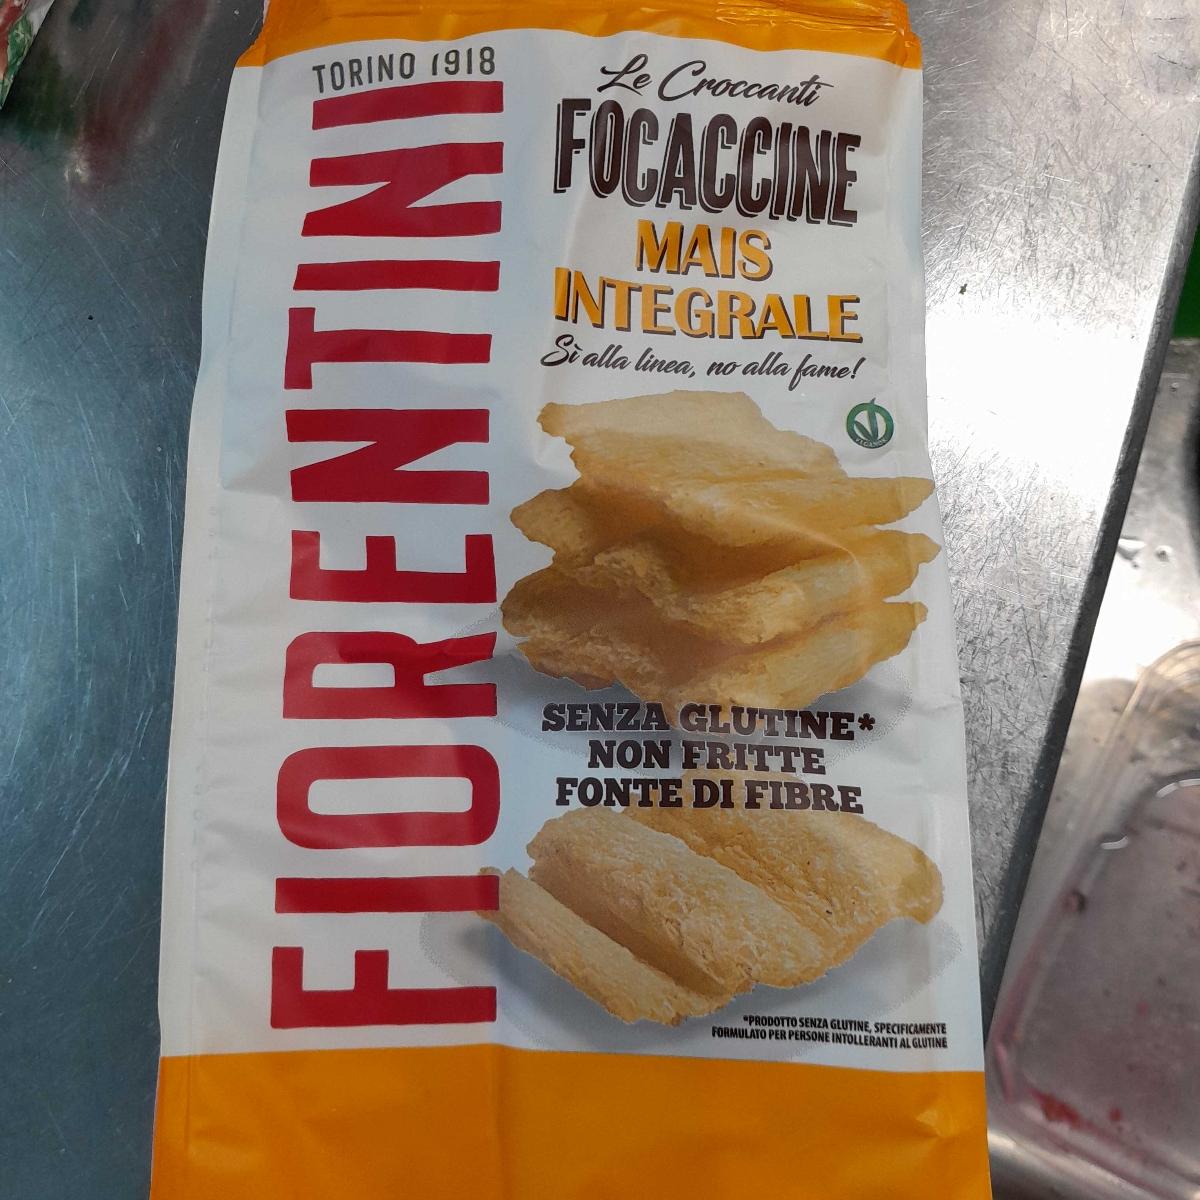 TORINO 1918
FIORENTINI
Le Croccanti
FOCACCINE
MAIS
INTEGRALE
Sì alla linea, no alla fame!
VEGANOK
SENZA GLUTINE*
NON FRITTE
FONTE DI FIBRE
*PRODOTTO SENZA GLUTINE, SPECIFICAMENTE
FORMULATO PER PERSONE INTOLLERANTI AL GLUTINE